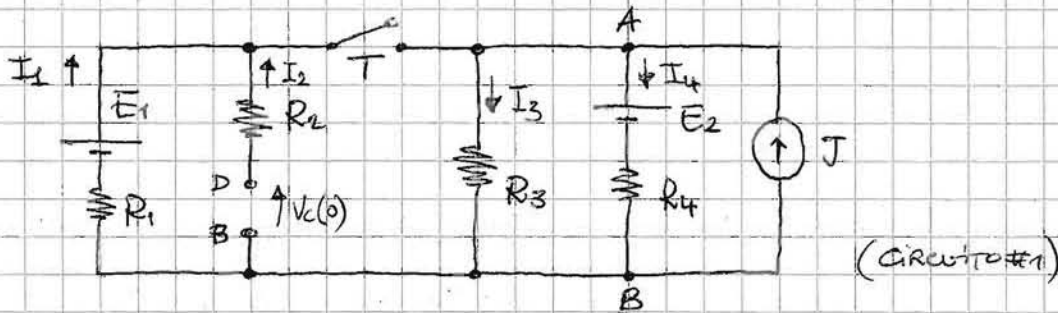 A
I1
I2
T
I3
I4
E1
R2
E2
J
D
Vc(0)
R1
B
R3
R4
(CIRCUITO #1)
B